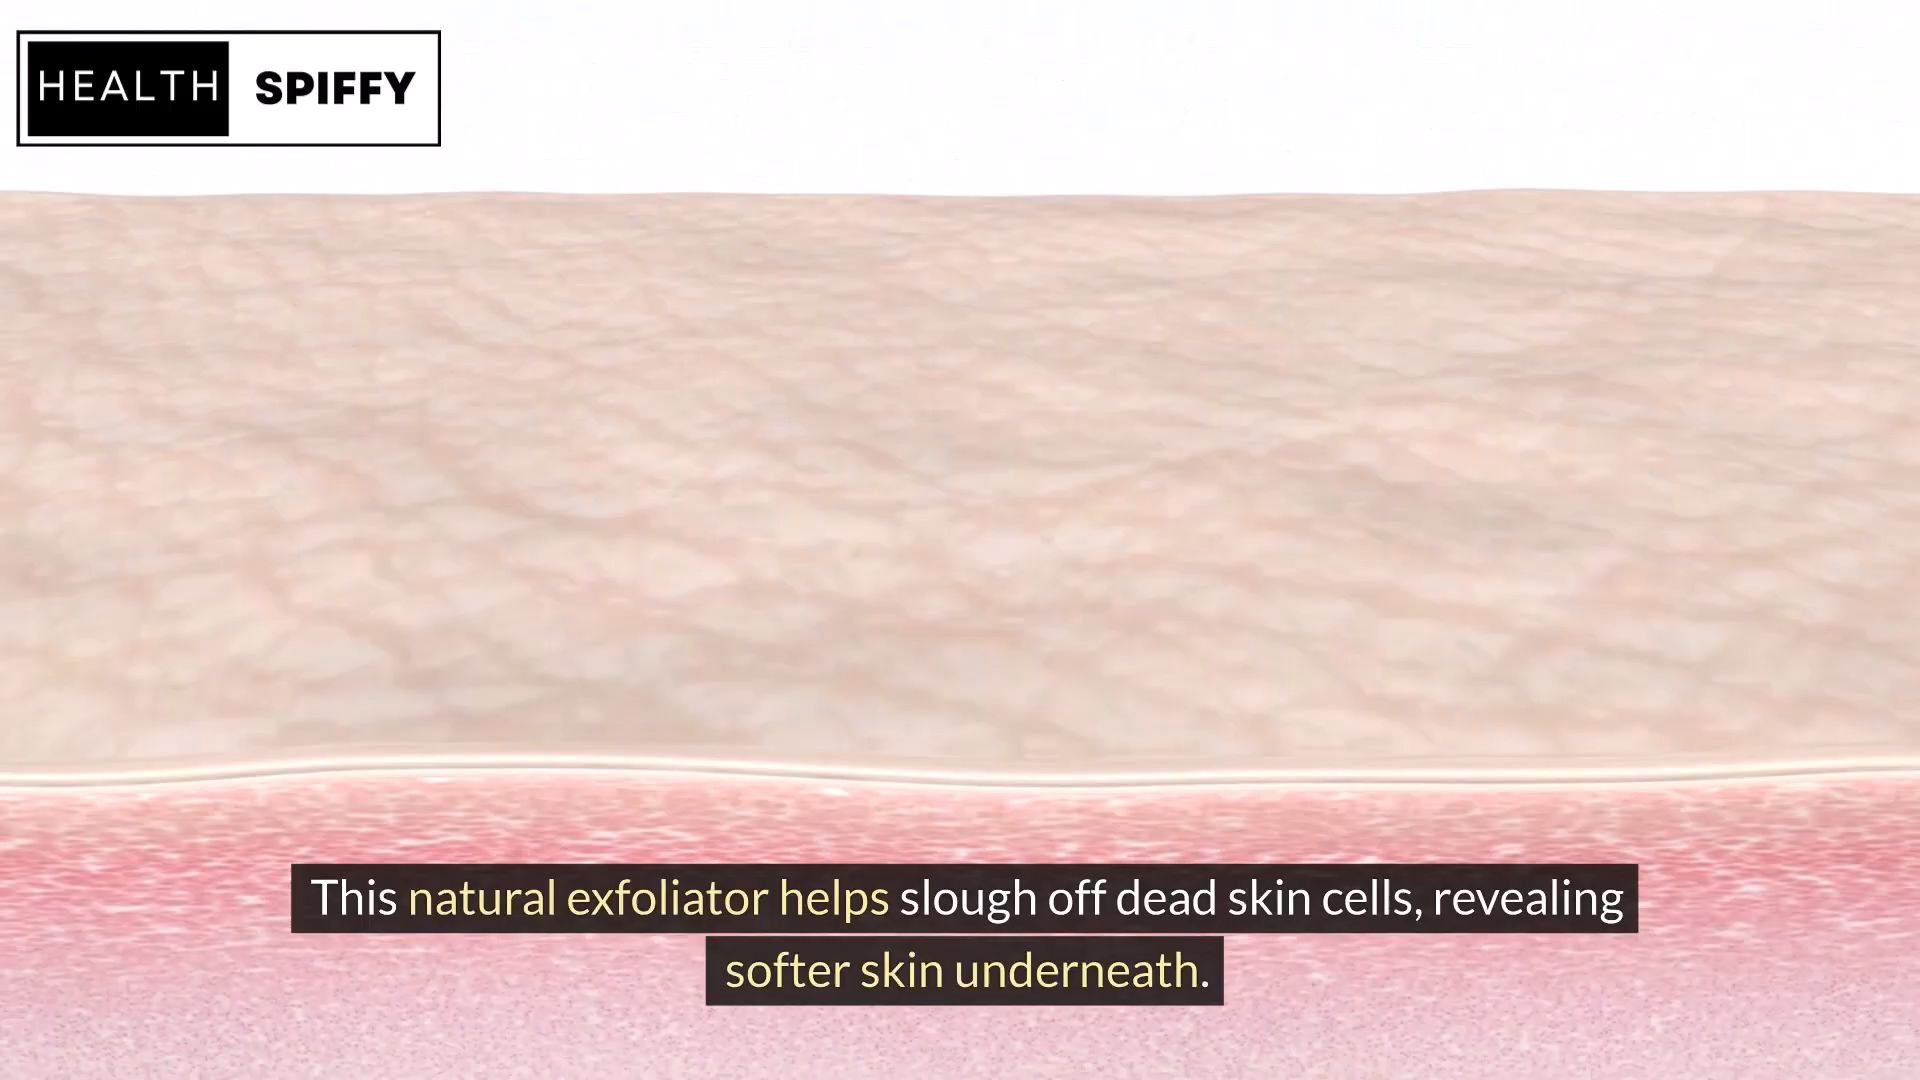 HEALTH SPIFFY
This natural exfoliator helps slough off dead skin cells, revealing
softer skin underneath.